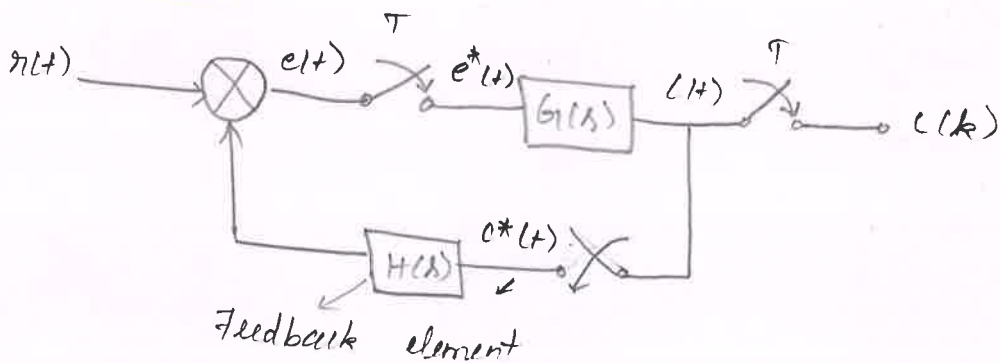 T
r(t)
e(t)
e*(t)
G(s)
c(t)
T
c(k)
H(s)
c*(t)
Feedback element